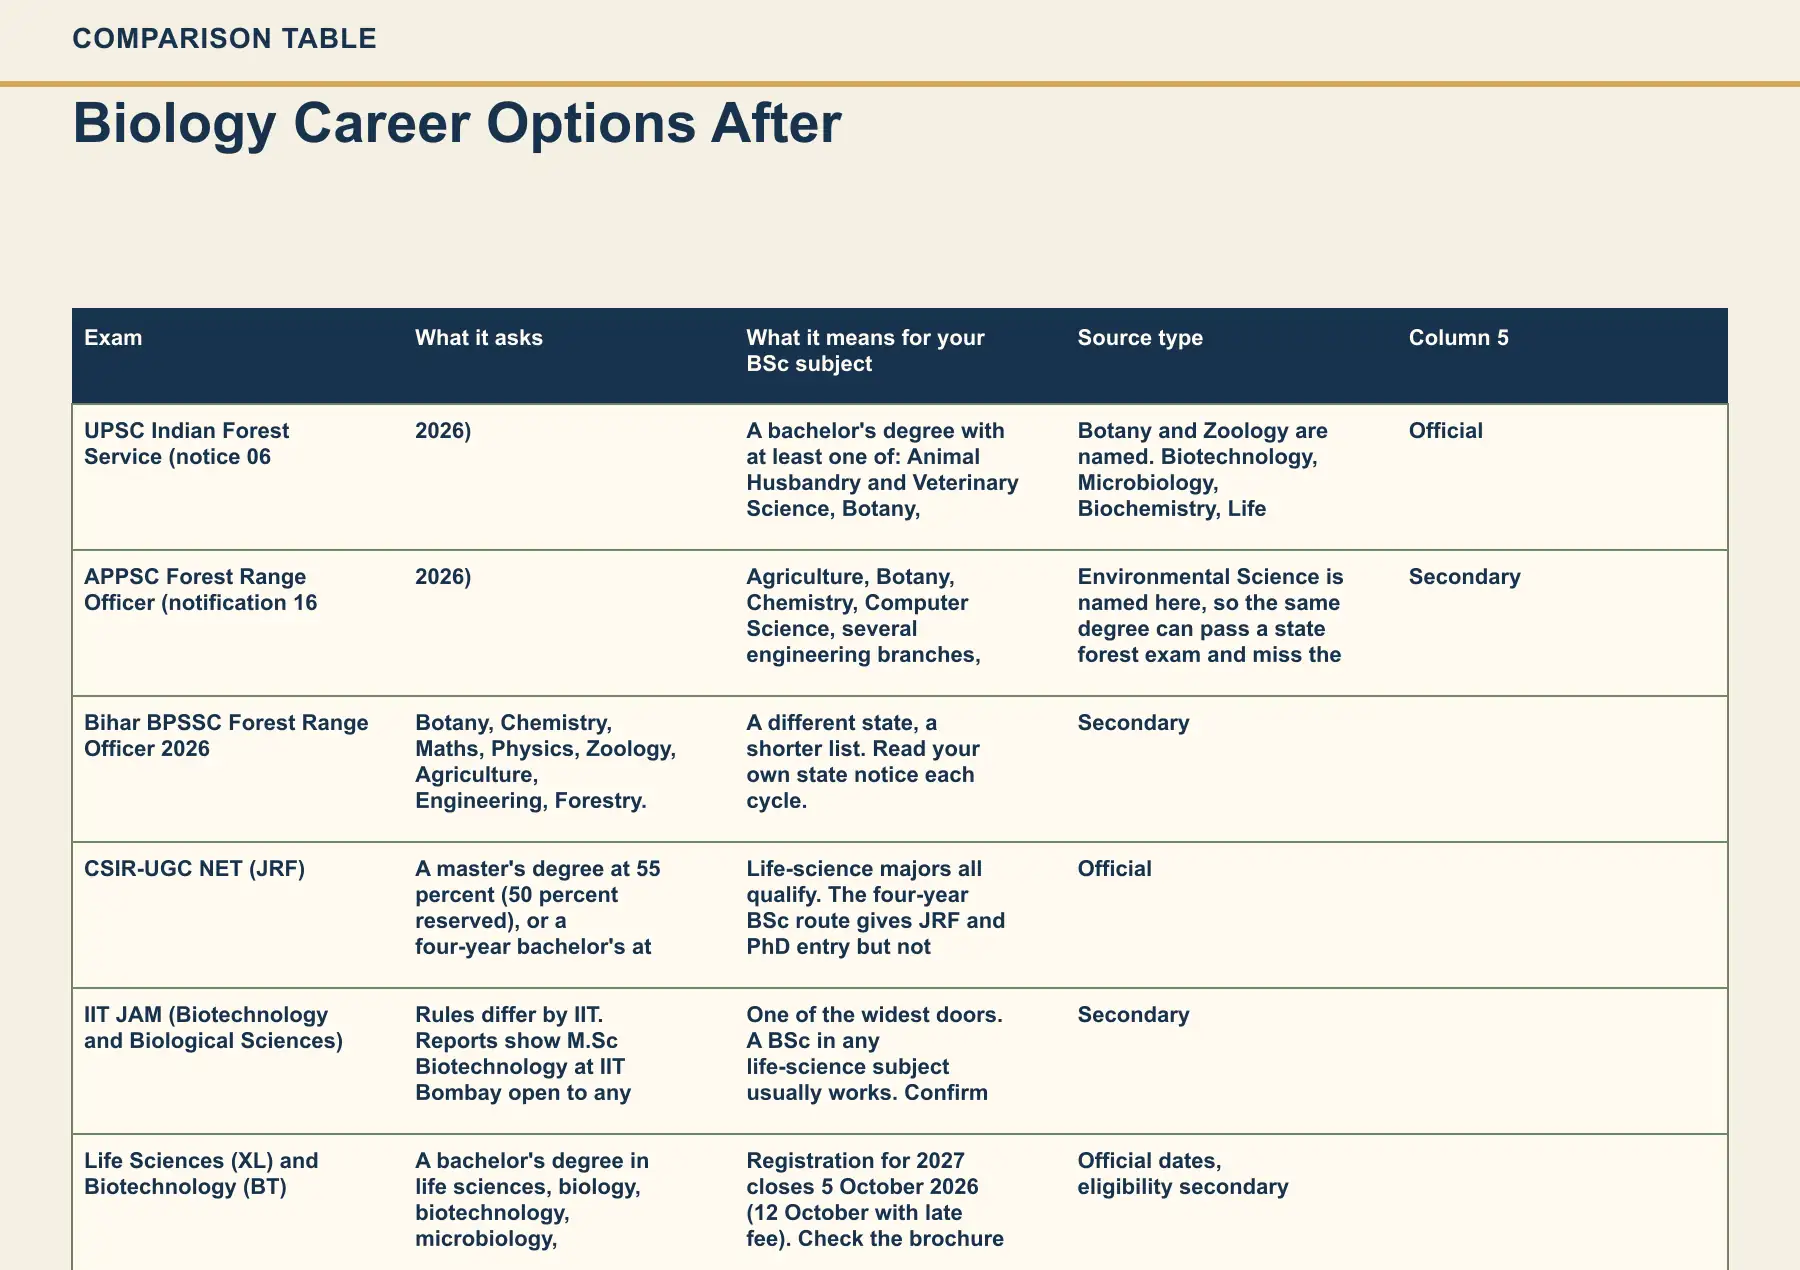 COMPARISON TABLE
Biology Career Options After
Exam
What it asks
What it means for your
BSc subject
Source type
Column 5
UPSC Indian Forest
Service (notice 06
2026)
A bachelor's degree with
at least one of: Animal
Husbandry and Veterinary
Science, Botany,
Botany and Zoology are
named. Biotechnology,
Microbiology,
Biochemistry, Life
Official
APPSC Forest Range
Officer (notification 16
2026)
Agriculture, Botany,
Chemistry, Computer
Science, several
engineering branches,
Environmental Science is
named here, so the same
degree can pass a state
forest exam and miss the
Secondary
Bihar BPSSC Forest Range
Officer 2026
Botany, Chemistry,
Maths, Physics, Zoology,
Agriculture,
Engineering, Forestry.
A different state, a
shorter list. Read your
own state notice each
cycle.
Secondary
CSIR-UGC NET (JRF)
A master's degree at 55
percent (50 percent
reserved), or a
four-year bachelor's at
Life-science majors all
qualify. The four-year
BSc route gives JRF and
PhD entry but not
Official
IIT JAM (Biotechnology
and Biological Sciences)
Rules differ by IIT.
Reports show M.Sc
Biotechnology at IIT
Bombay open to any
One of the widest doors.
A BSc in any
life-science subject
usually works. Confirm
Secondary
Life Sciences (XL) and
Biotechnology (BT)
A bachelor's degree in
life sciences, biology,
biotechnology,
microbiology,
Registration for 2027
closes 5 October 2026
(12 October with late
fee). Check the brochure
Official dates,
eligibility secondary